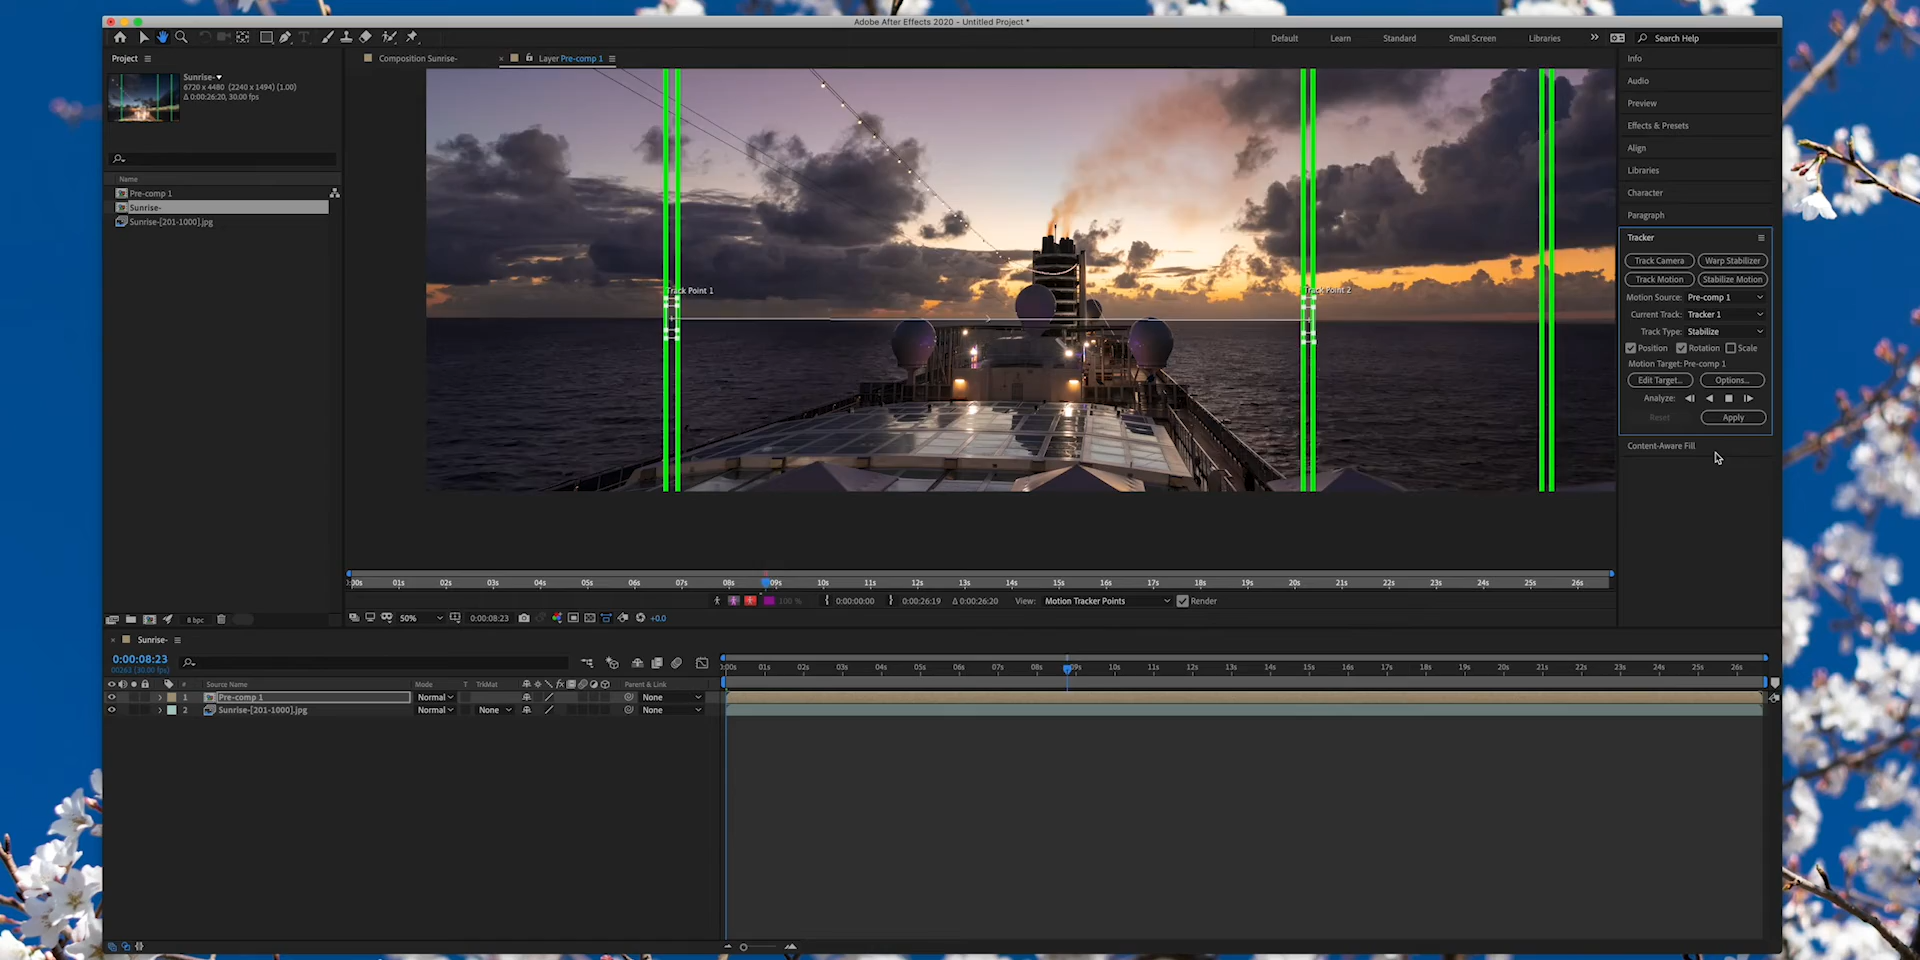 Adobe After Effects 2020 - Untitled Project *
Default
Learn
Standard
Small Screen
Libraries
Search Help
Project
Composition Sunrise-
Layer Pre-comp 1
Sunrise-
6720 x 4480 (2240 x 1494) (1.00)
Δ 0:00:26:20, 30.00 fps
Name
Pre-comp 1
Sunrise-
Sunrise-[201-1000].jpg
Track Point 1
Track Point 2
Info
Audio
Preview
Effects & Presets
Align
Libraries
Character
Paragraph
Tracker
Track Camera
Warp Stabilizer
Track Motion
Stabilize Motion
Motion Source: Pre-comp 1
Current Track: Tracker 1
Track Type: Stabilize
Position
Rotation
Scale
Motion Target: Pre-comp 1
Edit Target...
Options...
Analyze:
Reset
Apply
Content-Aware Fill
:00s 01s 02s 03s 04s 05s 06s 07s 08s 09s 10s 11s 12s 13s 14s 15s 16s 17s 18s 19s 20s 21s 22s 23s 24s 25s 26s
100 %
0:00:00:00
0:00:26:19
Δ 0:00:26:20
View: Motion Tracker Points
Render
8 bpc
50%
0:00:08:23
+0.0
Sunrise-
0:00:08:23
00263 (30.00 fps)
:00s 01s 02s 03s 04s 05s 06s 07s 08s 09s 10s 11s 12s 13s 14s 15s 16s 17s 18s 19s 20s 21s 22s 23s 24s 25s 26s
# Source Name Mode T TrkMat Parent & Link
1 Pre-comp 1 Normal None
2 Sunrise-[201-1000].jpg Normal None None